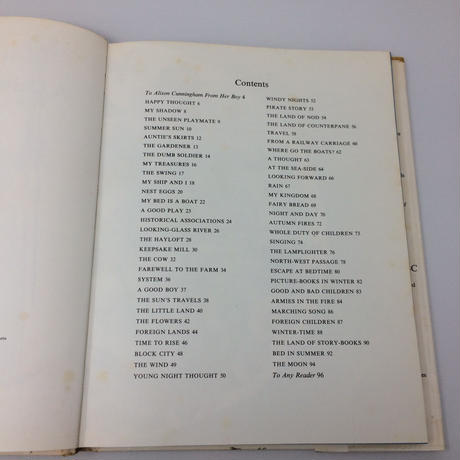 Contents
To Alison Cunningham From Her Boy 4
HAPPY THOUGHT 6
MY SHADOW 8
THE UNSEEN PLAYMATE 9
SUMMER SUN 10
AUNTIE'S SKIRTS 12
THE GARDENER 13
THE DUMB SOLDIER 14
MY TREASURES 16
THE SWING 17
MY SHIP AND I 18
NEST EGGS 20
MY BED IS A BOAT 22
A GOOD PLAY 23
HISTORICAL ASSOCIATIONS 24
LOOKING-GLASS RIVER 26
THE HAYLOFT 28
KEEPSAKE MILL 30
THE COW 32
FAREWELL TO THE FARM 34
SYSTEM 36
A GOOD BOY 37
THE SUN'S TRAVELS 38
THE LITTLE LAND 40
THE FLOWERS 42
FOREIGN LANDS 44
TIME TO RISE 46
BLOCK CITY 48
THE WIND 49
YOUNG NIGHT THOUGHT 50
WINDY NIGHTS 52
PIRATE STORY 53
THE LAND OF NOD 54
THE LAND OF COUNTERPANE 56
TRAVEL 58
FROM A RAILWAY CARRIAGE 60
WHERE GO THE BOATS? 62
A THOUGHT 63
AT THE SEA-SIDE 64
LOOKING FORWARD 66
RAIN 67
MY KINGDOM 68
FAIRY BREAD 69
NIGHT AND DAY 70
AUTUMN FIRES 72
WHOLE DUTY OF CHILDREN 73
SINGING 74
THE LAMPLIGHTER 76
NORTH-WEST PASSAGE 78
ESCAPE AT BEDTIME 80
PICTURE-BOOKS IN WINTER 82
GOOD AND BAD CHILDREN 83
ARMIES IN THE FIRE 84
MARCHING SONG 86
FOREIGN CHILDREN 87
WINTER-TIME 88
THE LAND OF STORY-BOOKS 90
BED IN SUMMER 92
THE MOON 94
To Any Reader 96